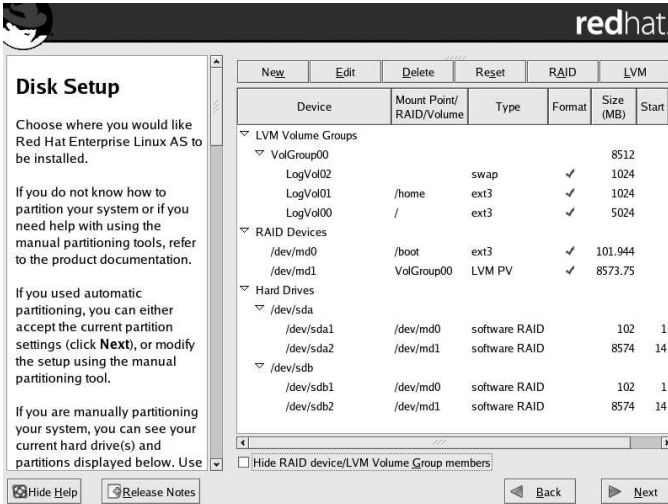 redhat.
Disk Setup
Choose where you would like
Red Hat Enterprise Linux AS to
be installed.
If you do not know how to
partition your system or if you
need help with using the
manual partitioning tools, refer
to the product documentation.
If you used automatic
partitioning, you can either
accept the current partition
settings (click Next), or modify
the setup using the manual
partitioning tool.
If you are manually partitioning
your system, you can see your
current hard drive(s) and
partitions displayed below. Use
New Edit Delete Reset RAID LVM
Device Mount Point/ RAID/Volume Type Format Size (MB) Start
LVM Volume Groups
VolGroup00 8512
LogVol02 swap ✓ 1024
LogVol01 /home ext3 ✓ 1024
LogVol00 / ext3 ✓ 5024
RAID Devices
/dev/md0 /boot ext3 ✓ 101.944
/dev/md1 VolGroup00 LVM PV ✓ 8573.75
Hard Drives
/dev/sda
/dev/sda1 /dev/md0 software RAID 102 1
/dev/sda2 /dev/md1 software RAID 8574 14
/dev/sdb
/dev/sdb1 /dev/md0 software RAID 102 1
/dev/sdb2 /dev/md1 software RAID 8574 14
Hide RAID device/LVM Volume Group members
Hide Help Release Notes Back Next